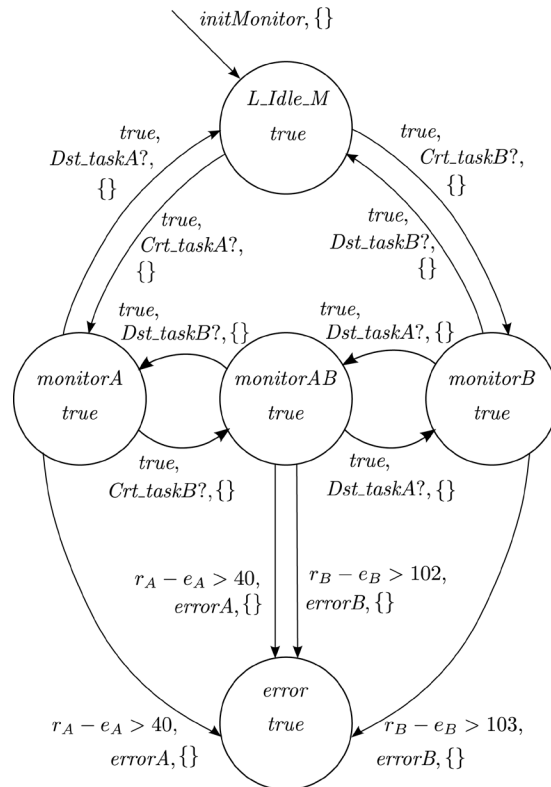 initMonitor, {}
L_Idle_M
true
true,
Dst_taskA?,
{}
true,
Crt_taskB?,
{}
true,
Crt_taskA?,
{}
true,
Dst_taskB?,
{}
true,
Dst_taskB?, {}
true,
Dst_taskA?, {}
monitorA
true
monitorAB
true
monitorB
true
true,
Crt_taskB?, {}
true,
Dst_taskA?, {}
r_A − e_A > 40,
errorA, {}
r_B − e_B > 102,
errorB, {}
error
true
r_A − e_A > 40,
errorA, {}
r_B − e_B > 103,
errorB, {}